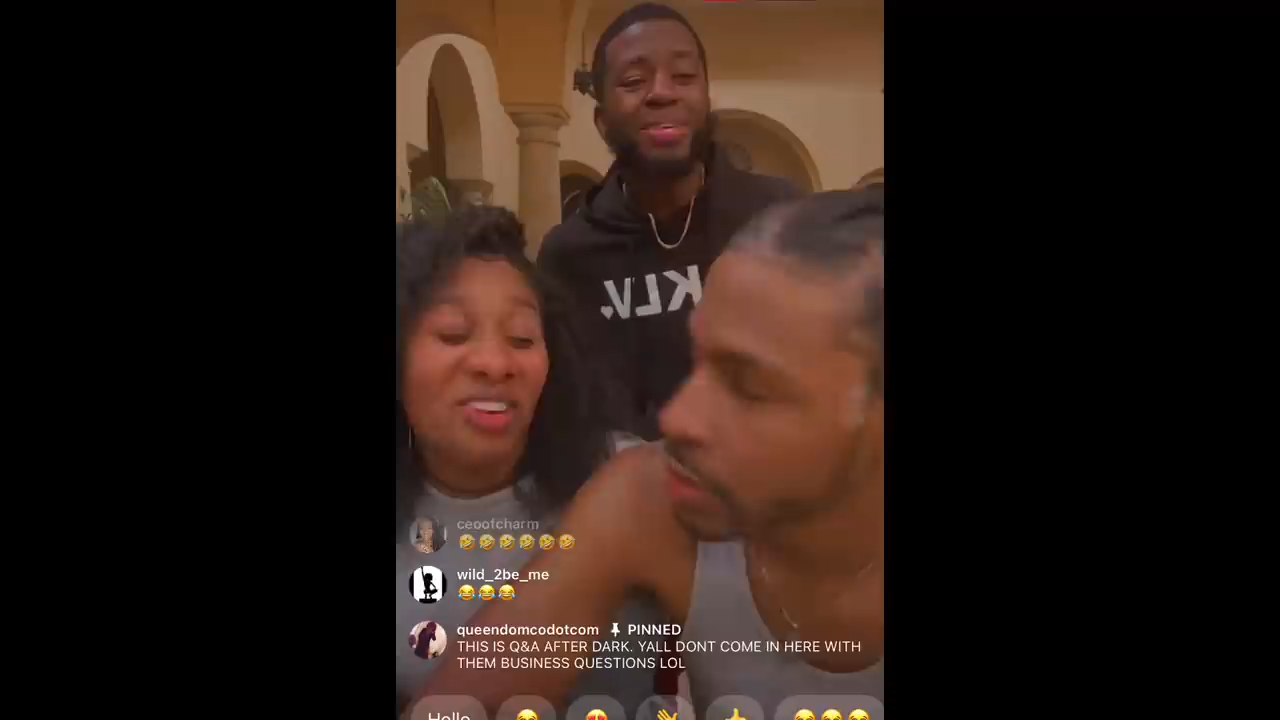 KLV.
ceoofcharm
🤣🤣🤣🤣🤣🤣
wild_2be_me
😂😂😂
queendomcodotcom 📌 PINNED
THIS IS Q&A AFTER DARK. YALL DONT COME IN HERE WITH
THEM BUSINESS QUESTIONS LOL
Hello